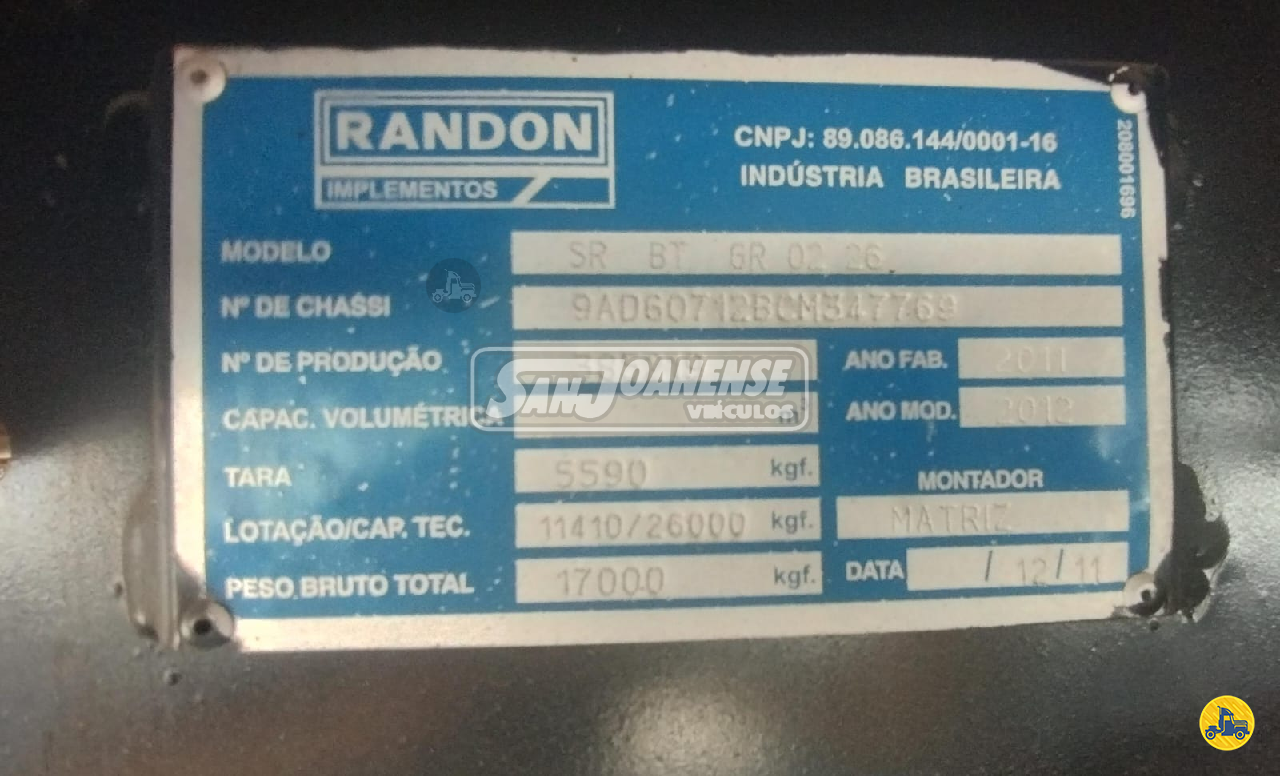 RANDON
IMPLEMENTOS
CNPJ: 89.086.144/0001-16
INDÚSTRIA BRASILEIRA
208001696
MODELO SR BT GR 02 26
Nº DE CHASSI 9AD60712BCM347769
Nº DE PRODUÇÃO ANO FAB. 2011
SANJOANENSE
VEÍCULOS
CAPAC. VOLUMÉTRICA ANO MOD. 2012
TARA 5590 kgf.
MONTADOR
LOTAÇÃO/CAP. TEC. 11410/26000 kgf. MATRIZ
PESO BRUTO TOTAL 17000 kgf. DATA / 12/11